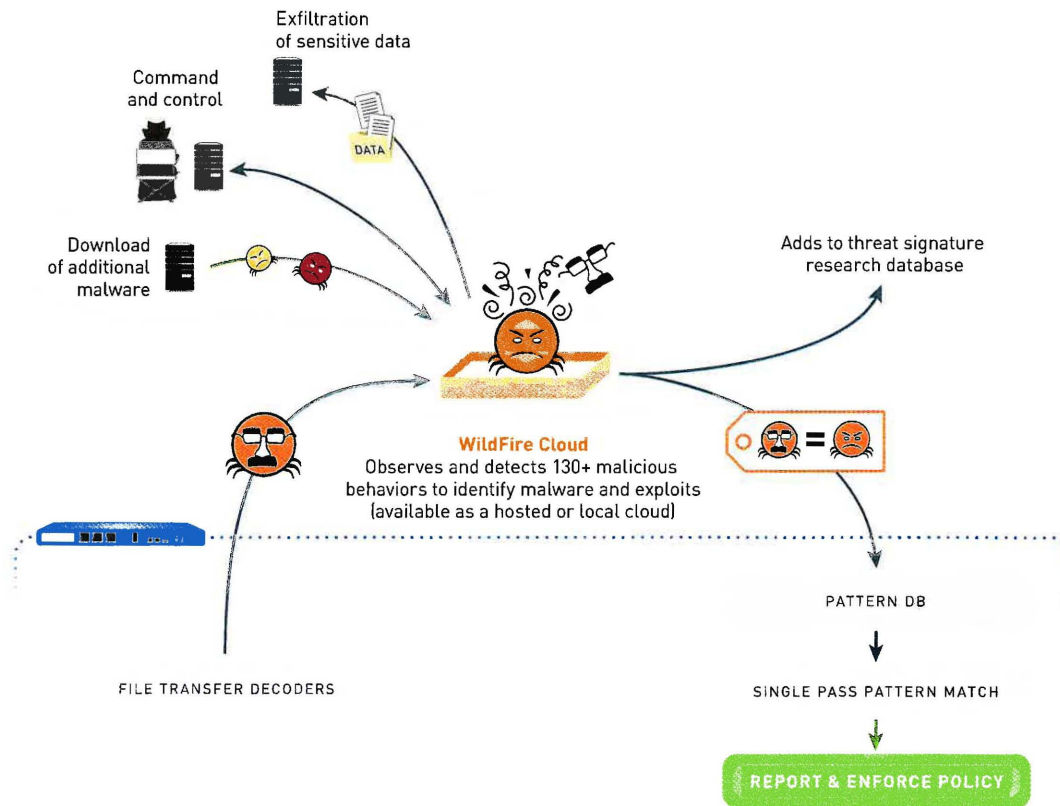 Exfiltration
of sensitive data
Command
and control
DATA
Download
of additional
malware
Adds to threat signature
research database
WildFire Cloud
Observes and detects 130+ malicious
behaviors to identify malware and exploits
(available as a hosted or local cloud)
=
PATTERN DB
FILE TRANSFER DECODERS
SINGLE PASS PATTERN MATCH
REPORT & ENFORCE POLICY